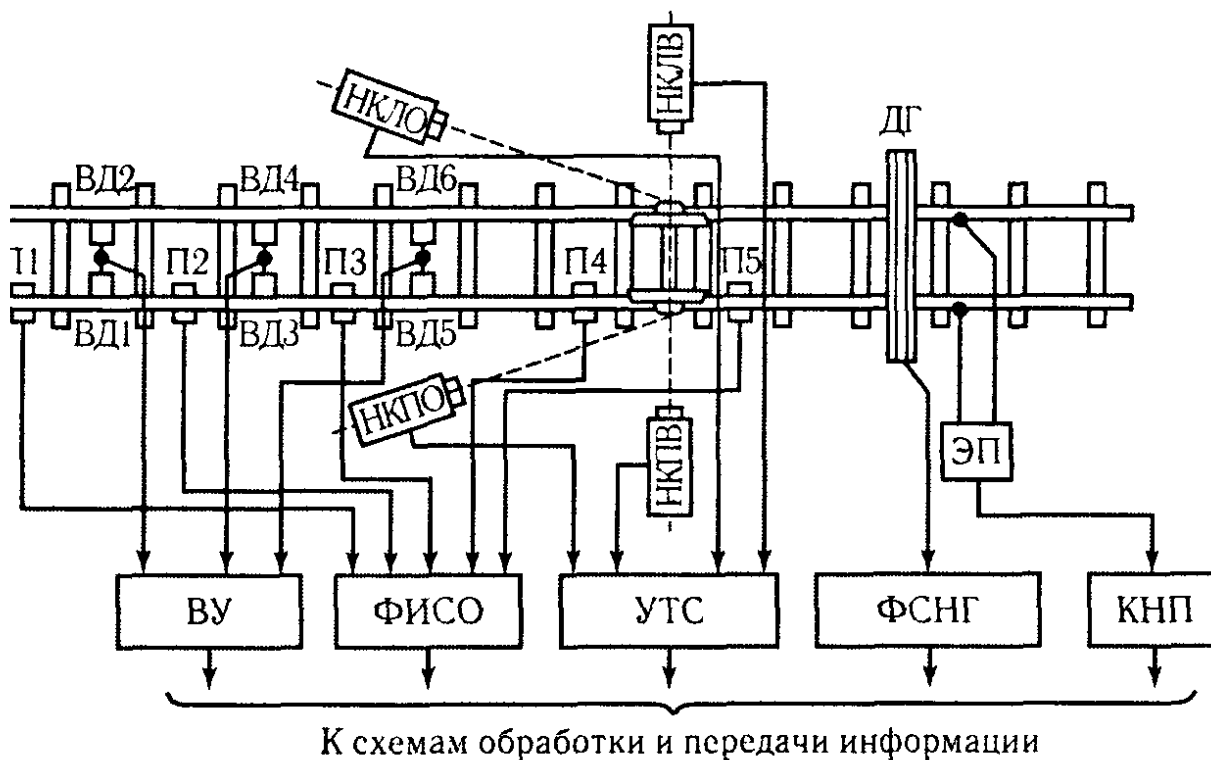 НКЛВ
НКЛО
ДГ
ВД2 ВД4 ВД6
П1 П2 П3 П4 П5
ВД1 ВД3 ВД5
НКПО
НКПВ
ЭП
ВУ ФИСО УТС ФСНГ КНП
К схемам обработки и передачи информации